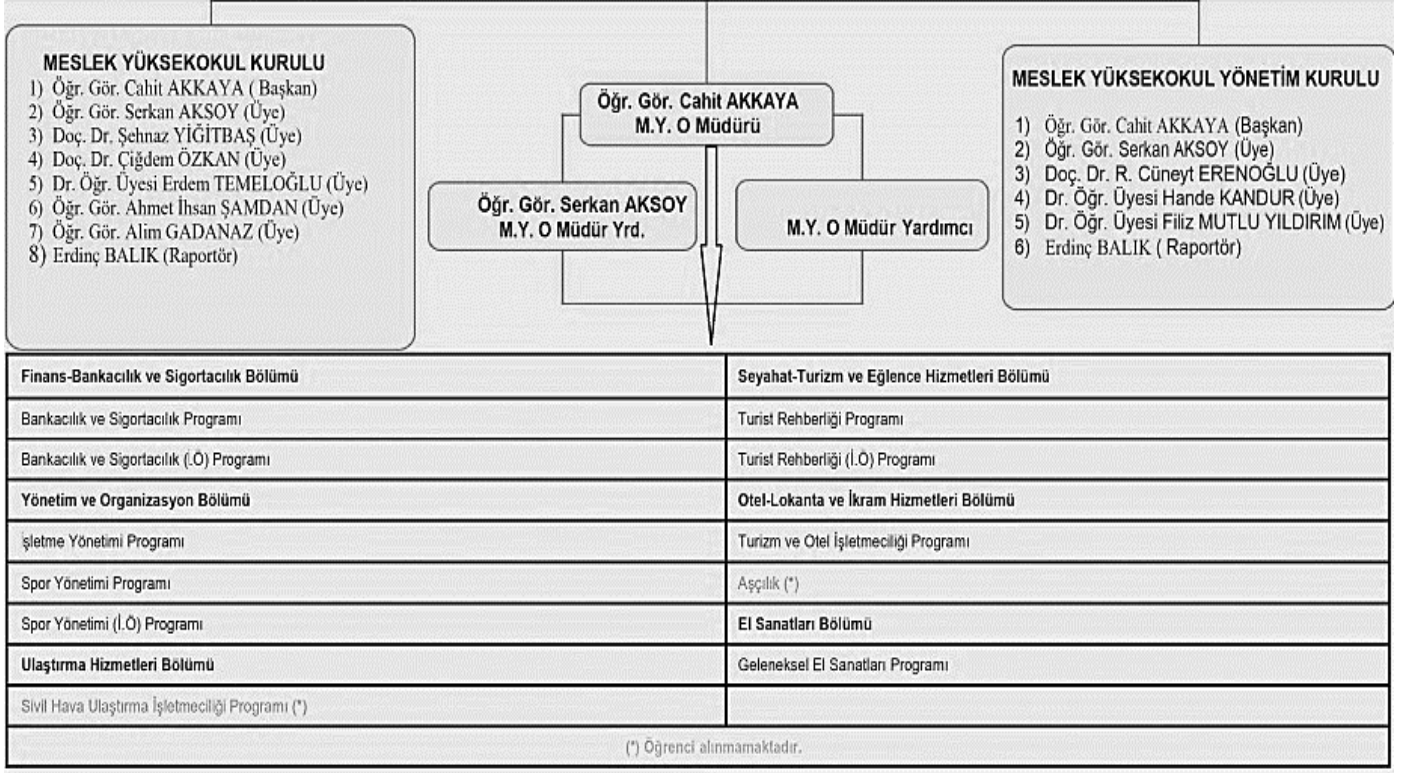 MESLEK YÜKSEKOKUL KURULU
1) Öğr. Gör. Cahit AKKAYA ( Başkan)
2) Öğr. Gör. Serkan AKSOY (Üye)
3) Doç. Dr. Şehnaz YİĞİTBAŞ (Üye)
4) Doç. Dr. Çiğdem ÖZKAN (Üye)
5) Dr. Öğr. Üyesi Erdem TEMELOĞLU (Üye)
6) Öğr. Gör. Ahmet İhsan ŞAMDAN (Üye)
7) Öğr. Gör. Alim GADANAZ (Üye)
8) Erdinç BALIK (Raportör)
Öğr. Gör. Cahit AKKAYA
M.Y. O Müdürü
Öğr. Gör. Serkan AKSOY
M.Y. O Müdür Yrd.
M.Y. O Müdür Yardımcı
MESLEK YÜKSEKOKUL YÖNETİM KURULU
1) Öğr. Gör. Cahit AKKAYA (Başkan)
2) Öğr. Gör. Serkan AKSOY (Üye)
3) Doç. Dr. R. Cüneyt ERENOĞLU (Üye)
4) Dr. Öğr. Üyesi Hande KANDUR (Üye)
5) Dr. Öğr. Üyesi Filiz MUTLU YILDIRIM (Üye)
6) Erdinç BALIK ( Raportör)
Finans-Bankacılık ve Sigortacılık Bölümü
Seyahat-Turizm ve Eğlence Hizmetleri Bölümü
Bankacılık ve Sigortacılık Programı
Turist Rehberliği Programı
Bankacılık ve Sigortacılık (İ.Ö) Programı
Turist Rehberliği (İ.Ö) Programı
Yönetim ve Organizasyon Bölümü
Otel-Lokanta ve İkram Hizmetleri Bölümü
İşletme Yönetimi Programı
Turizm ve Otel İşletmeciliği Programı
Spor Yönetimi Programı
Aşçılık (*)
Spor Yönetimi (İ.Ö) Programı
El Sanatları Bölümü
Ulaştırma Hizmetleri Bölümü
Geleneksel El Sanatları Programı
Sivil Hava Ulaştırma İşletmeciliği Programı (*)
(*) Öğrenci alınmamaktadır.